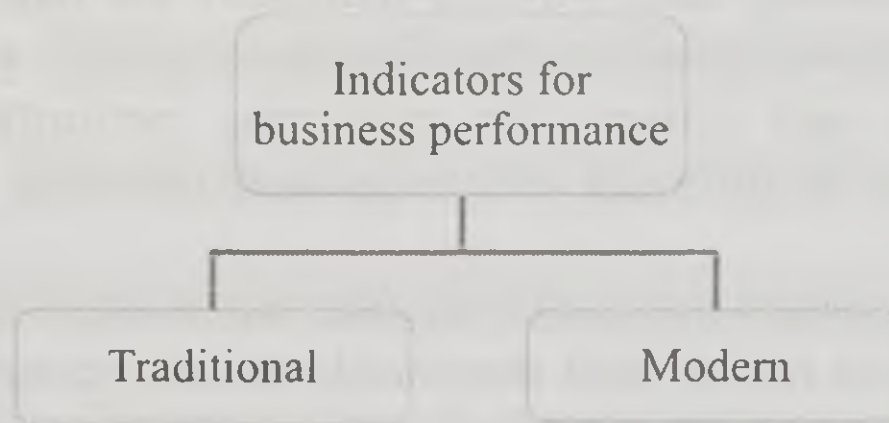 Indicators for
business performance
Traditional
Modern